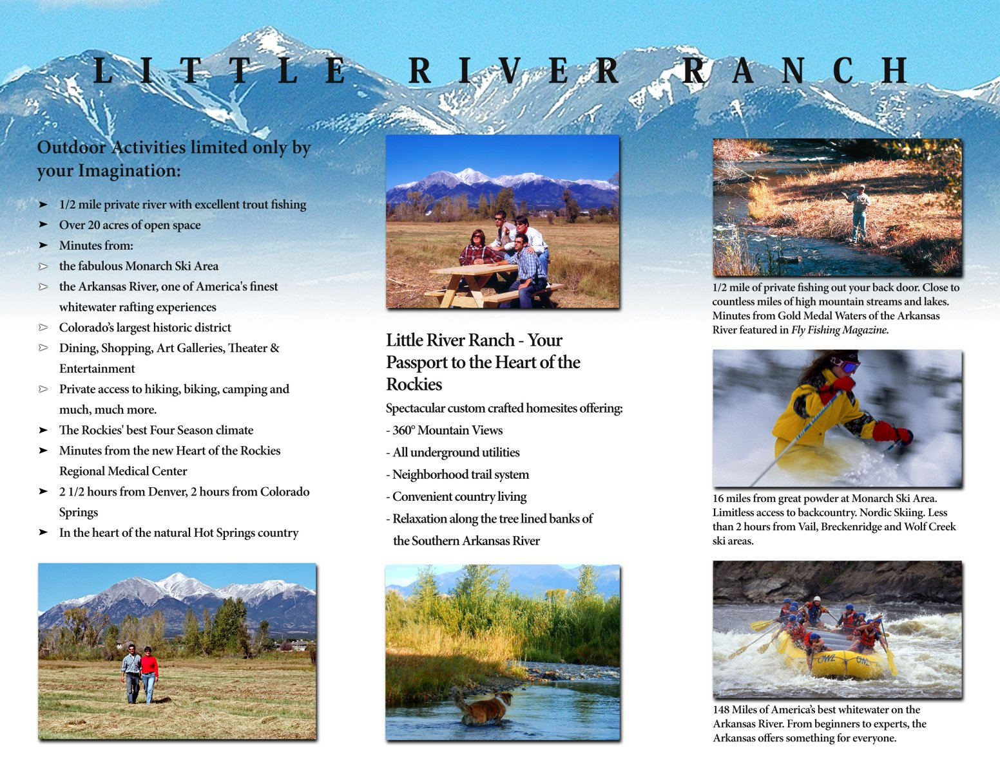 LITTLE RIVER RANCH
Outdoor Activities limited only by
your Imagination:
➤ 1/2 mile private river with excellent trout fishing
➤ Over 20 acres of open space
➤ Minutes from:
➢ the fabulous Monarch Ski Area
➢ the Arkansas River, one of America's finest
whitewater rafting experiences
➢ Colorado’s largest historic district
➢ Dining, Shopping, Art Galleries, Theater &
Entertainment
➢ Private access to hiking, biking, camping and
much, much more.
➤ The Rockies' best Four Season climate
➤ Minutes from the new Heart of the Rockies
Regional Medical Center
➤ 2 1/2 hours from Denver, 2 hours from Colorado
Springs
➤ In the heart of the natural Hot Springs country
Little River Ranch - Your
Passport to the Heart of the
Rockies
Spectacular custom crafted homesites offering:
- 360° Mountain Views
- All underground utilities
- Neighborhood trail system
- Convenient country living
- Relaxation along the tree lined banks of
the Southern Arkansas River
1/2 mile of private fishing out your back door. Close to
countless miles of high mountain streams and lakes.
Minutes from Gold Medal Waters of the Arkansas
River featured in Fly Fishing Magazine.
16 miles from great powder at Monarch Ski Area.
Limitless access to backcountry. Nordic Skiing. Less
than 2 hours from Vail, Breckenridge and Wolf Creek
ski areas.
OWL OWL
148 Miles of America’s best whitewater on the
Arkansas River. From beginners to experts, the
Arkansas offers something for everyone.